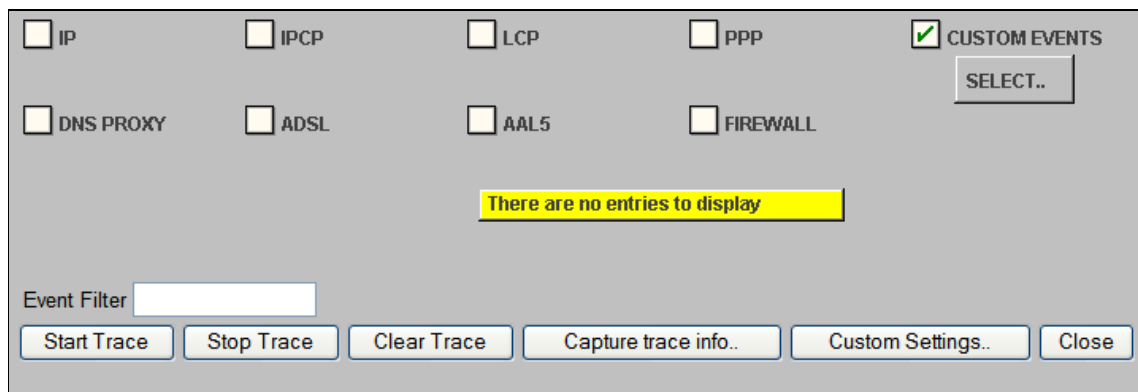 IP IPCP LCP PPP CUSTOM EVENTS
SELECT..
DNS PROXY ADSL AAL5 FIREWALL
There are no entries to display
Event Filter
Start Trace Stop Trace Clear Trace Capture trace info.. Custom Settings.. Close